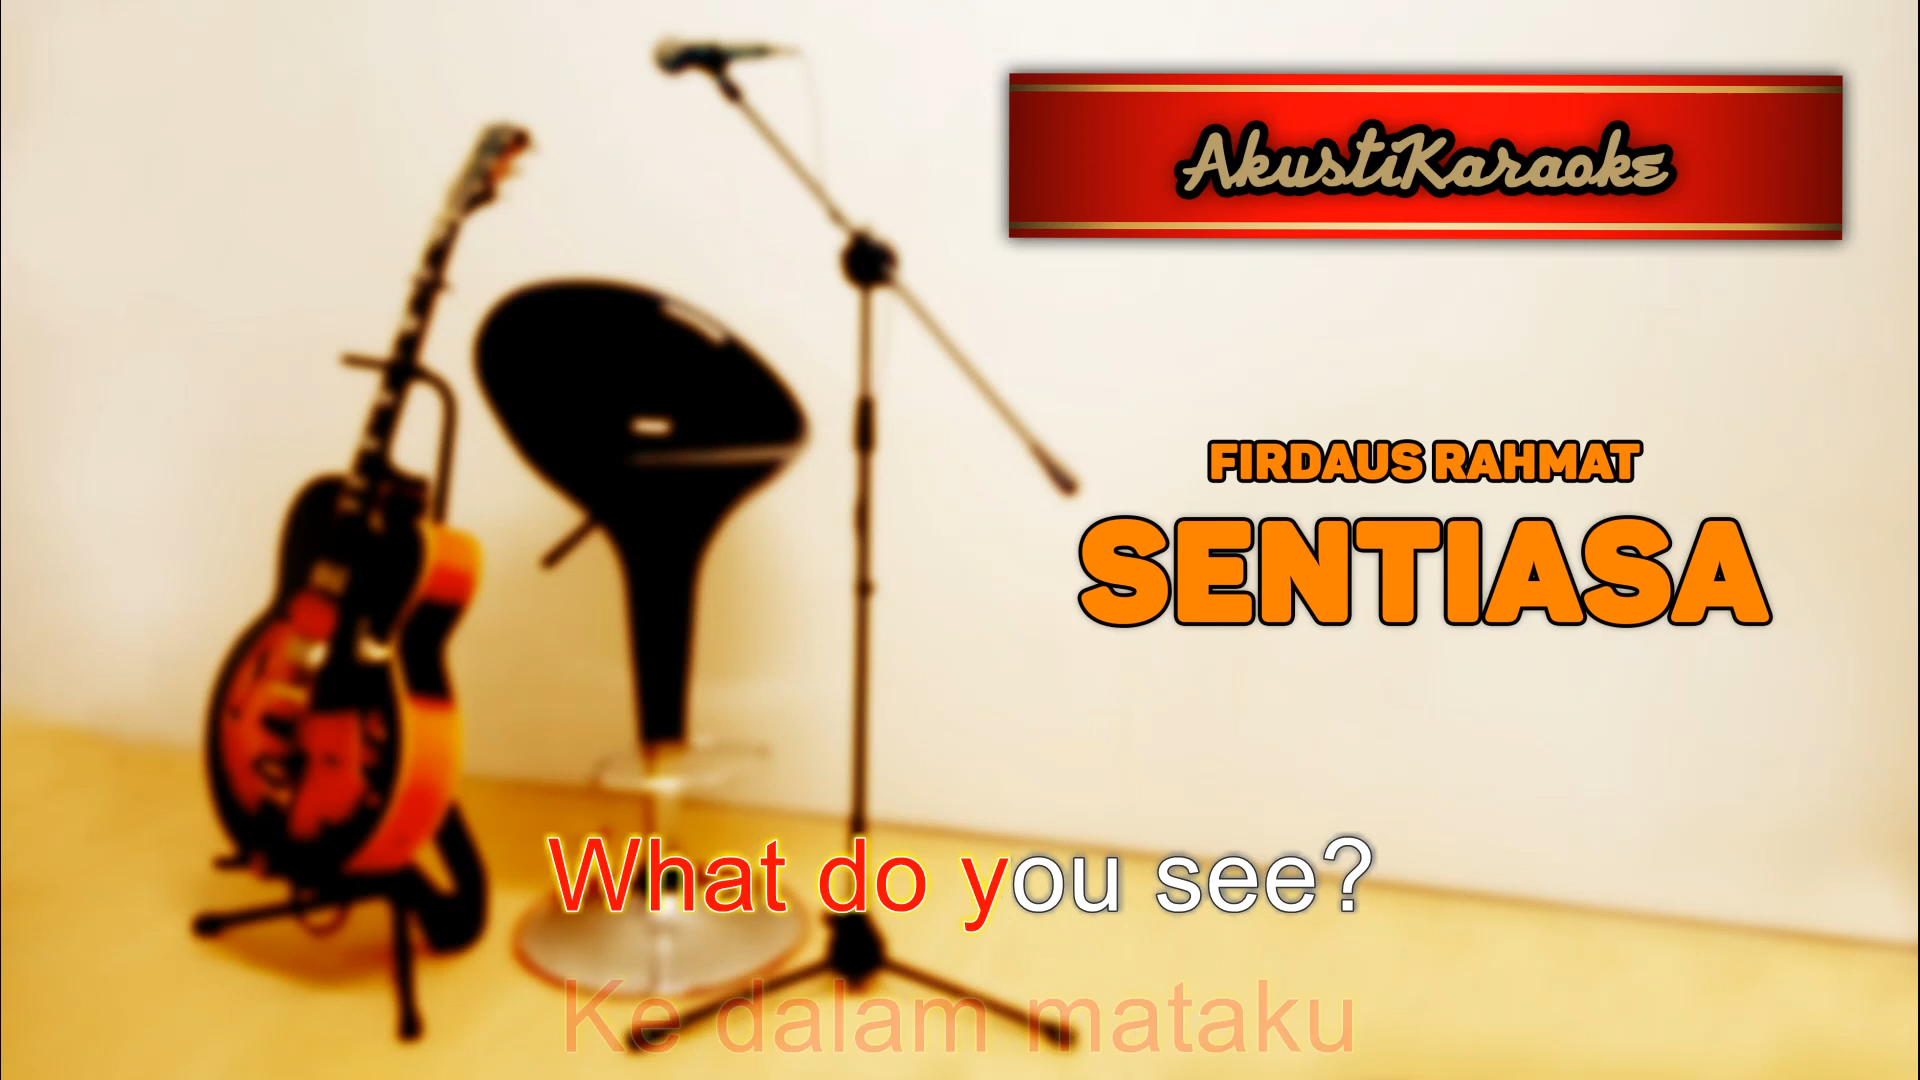 AkustiKaraoke
FIRDAUS RAHMAT
SENTIASA
What do you see?
Ke dalam mataku